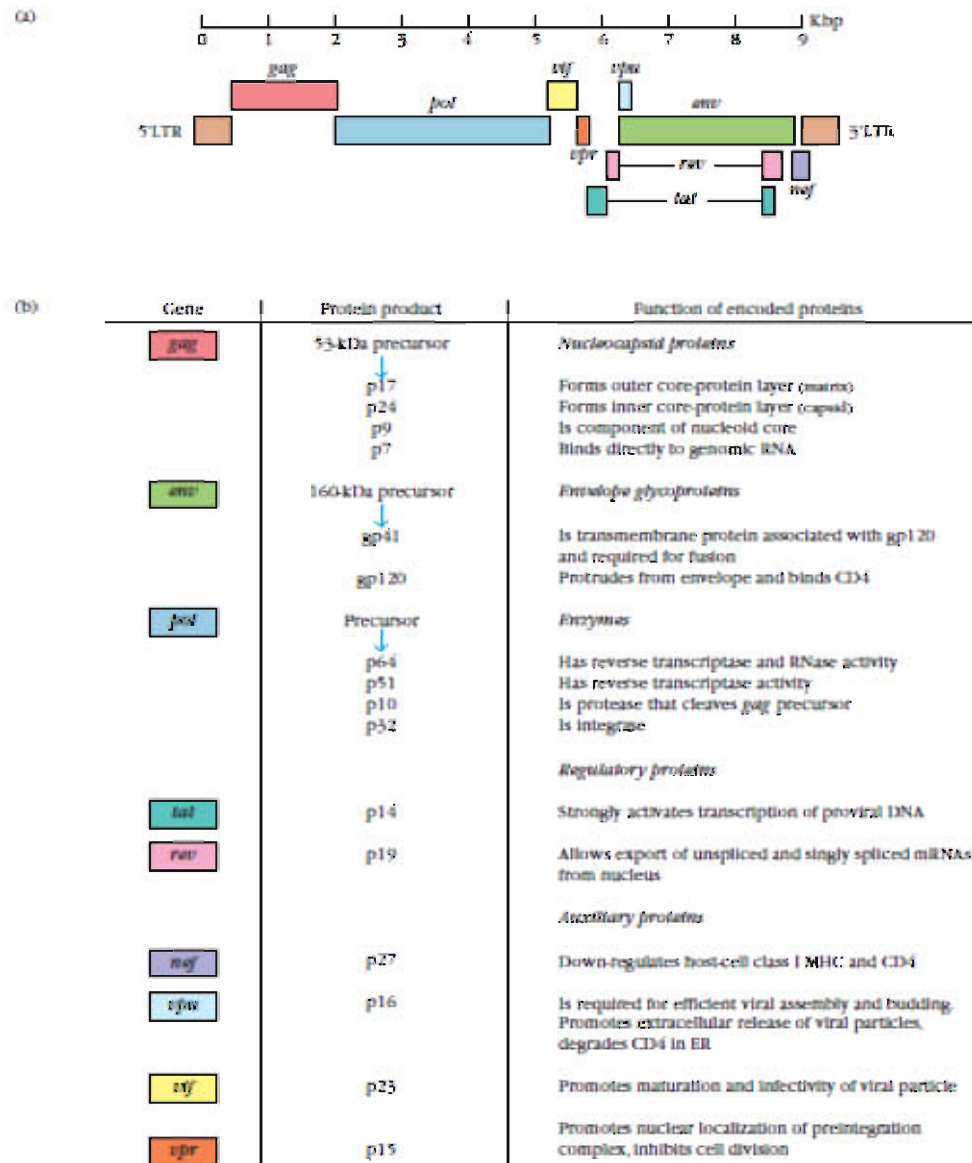 (a)
Kbp
0 1 2 3 4 5 6 7 8 9
gag
vif
vpu
pol
env
5'LTR
3'LTR
vpr
rev
nef
tat
(b)
Gene Protein product Function of encoded proteins
gag 53-kDa precursor Nucleocapsid proteins
p17 Forms outer core-protein layer (matrix)
p24 Forms inner core-protein layer (capsid)
p9 Is component of nucleoid core
p7 Binds directly to genomic RNA
env 160-kDa precursor Envelope glycoproteins
gp41 Is transmembrane protein associated with gp120
and required for fusion
gp120 Protrudes from envelope and binds CD4
pol Precursor Enzymes
p64 Has reverse transcriptase and RNase activity
p51 Has reverse transcriptase activity
p10 Is protease that cleaves gag precursor
p32 Is integrase
Regulatory proteins
tat p14 Strongly activates transcription of proviral DNA
rev p19 Allows export of unspliced and singly spliced mRNAs
from nucleus
Auxiliary proteins
nef p27 Down-regulates host-cell class I MHC and CD4
vpu p16 Is required for efficient viral assembly and budding.
Promotes extracellular release of viral particles,
degrades CD4 in ER
vif p23 Promotes maturation and infectivity of viral particle
Promotes nuclear localization of preintegration
vpr p15 complex, inhibits cell division